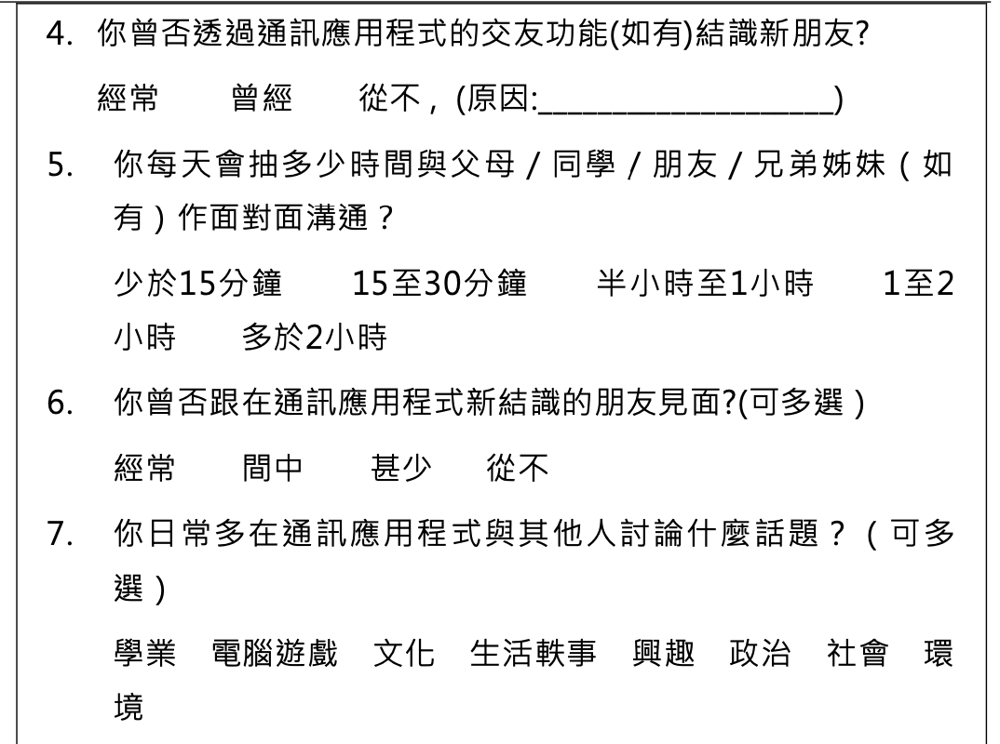 4. 你曾否透過通訊應用程式的交友功能(如有)結識新朋友?
經常 曾經 從不 , (原因:____________________)
5. 你每天會抽多少時間與父母 / 同學 / 朋友 / 兄弟姊妹 ( 如
有 ) 作面對面溝通 ?
少於15分鐘 15至30分鐘 半小時至1小時 1至2
小時 多於2小時
6. 你曾否跟在通訊應用程式新結識的朋友見面?(可多選 )
經常 間中 甚少 從不
7. 你日常多在通訊應用程式與其他人討論什麼話題 ? ( 可多
選 )
學業 電腦遊戲 文化 生活軼事 興趣 政治 社會 環
境